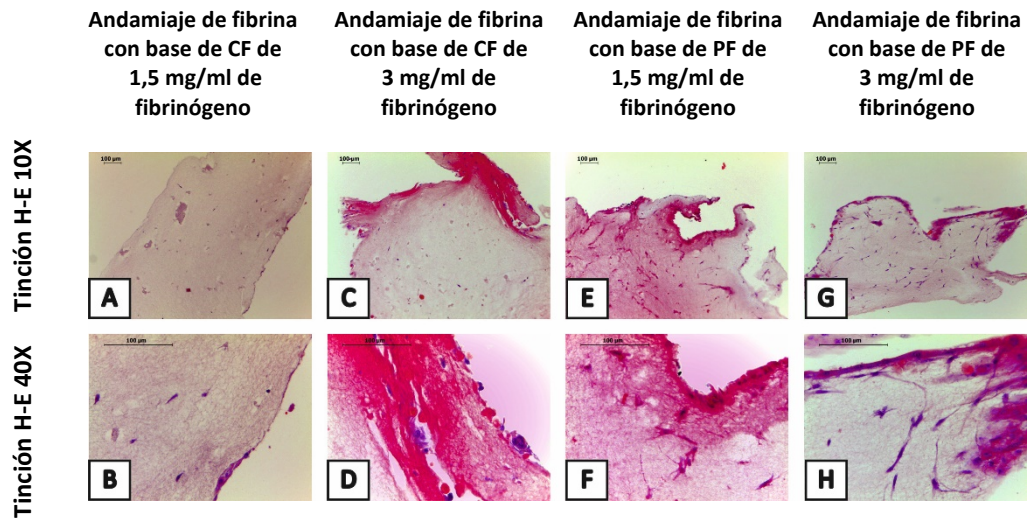 Andamiaje de fibrina
con base de CF de
1,5 mg/ml de
fibrinógeno
Andamiaje de fibrina
con base de CF de
3 mg/ml de
fibrinógeno
Andamiaje de fibrina
con base de PF de
1,5 mg/ml de
fibrinógeno
Andamiaje de fibrina
con base de PF de
3 mg/ml de
fibrinógeno
Tinción H-E 10X
100 µm
A
100 µm
C
100 µm
E
100 µm
G
Tinción H-E 40X
100 µm
B
100 µm
D
100 µm
F
100 µm
H